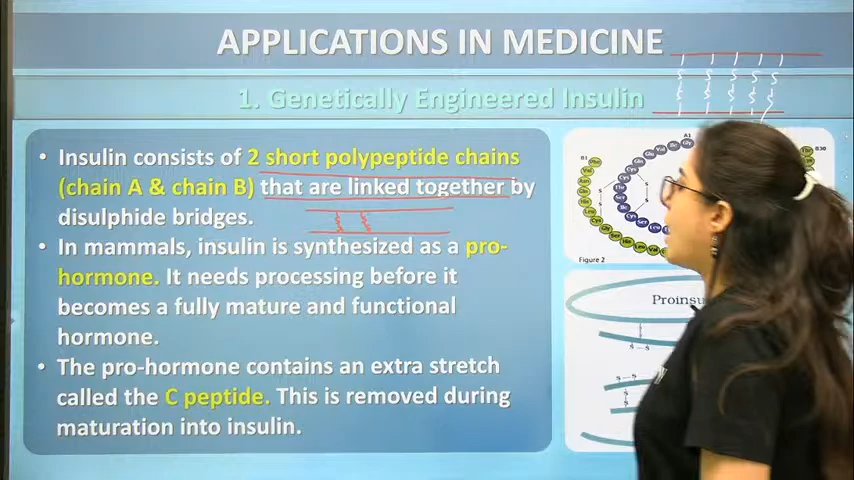 APPLICATIONS IN MEDICINE
1. Genetically Engineered Insulin
• Insulin consists of 2 short polypeptide chains
(chain A & chain B) that are linked together by
disulphide bridges.
• In mammals, insulin is synthesized as a pro-
hormone. It needs processing before it
becomes a fully mature and functional
hormone.
• The pro-hormone contains an extra stretch
called the C peptide. This is removed during
maturation into insulin.
A1
B1
B30
Figure 2
S—S
S—S